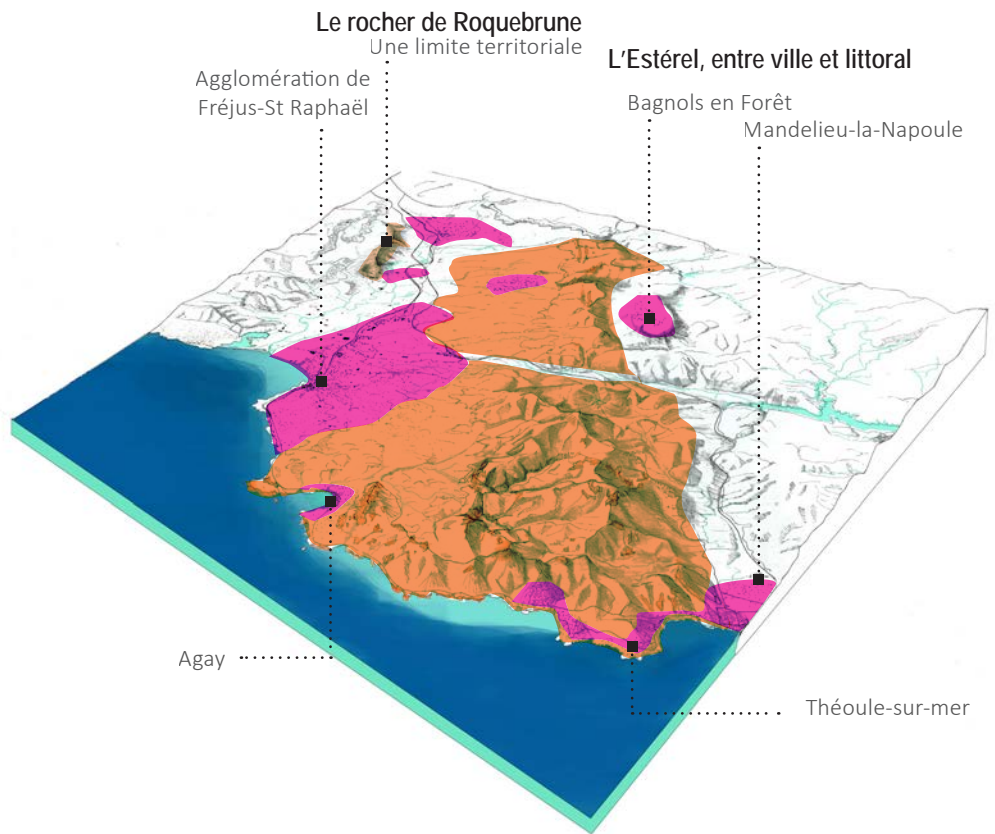 Le rocher de Roquebrune
Une limite territoriale
L'Estérel, entre ville et littoral
Agglomération de
Fréjus-St Raphaël
Bagnols en Forêt
Mandelieu-la-Napoule
Agay
Théoule-sur-mer